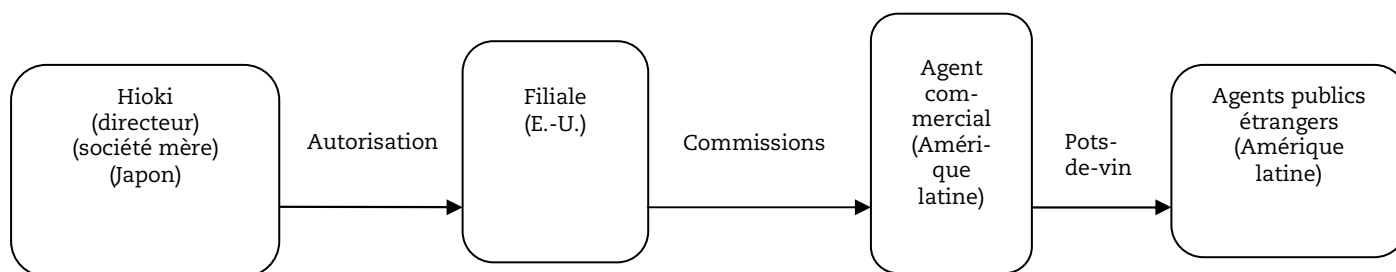 Hioki
(directeur)
(société mère)
(Japon)
Autorisation
Filiale
(E.-U.)
Commissions
Agent
com-
mercial
(Améri-
que
latine)
Pots-
de-vin
Agents publics
étrangers
(Amérique
latine)